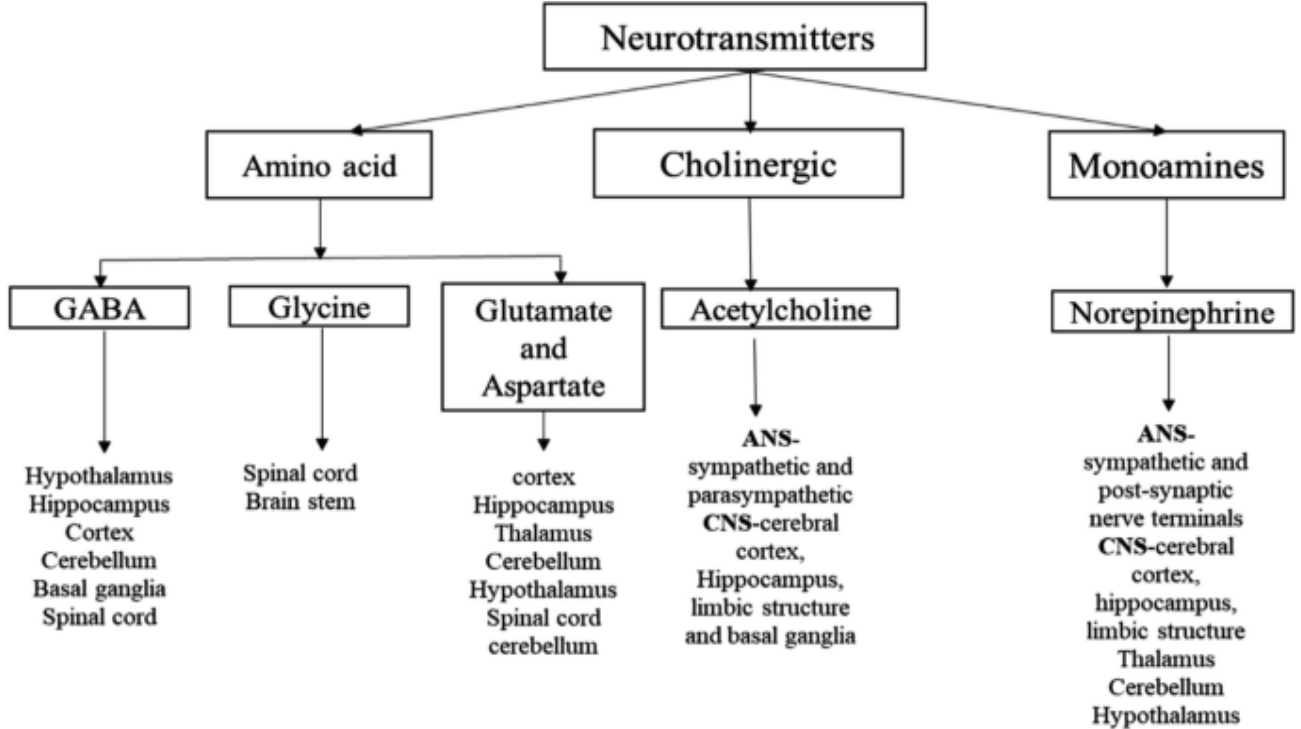 Neurotransmitters
Amino acid
Cholinergic
Monoamines
GABA
Glycine
Glutamate
and
Aspartate
Acetylcholine
Norepinephrine
Hypothalamus
Hippocampus
Cortex
Cerebellum
Basal ganglia
Spinal cord
Spinal cord
Brain stem
cortex
Hippocampus
Thalamus
Cerebellum
Hypothalamus
Spinal cord
cerebellum
ANS-
sympathetic and
parasympathetic
CNS-cerebral
cortex,
Hippocampus,
limbic structure
and basal ganglia
ANS-
sympathetic and
post-synaptic
nerve terminals
CNS-cerebral
cortex,
hippocampus,
limbic structure
Thalamus
Cerebellum
Hypothalamus